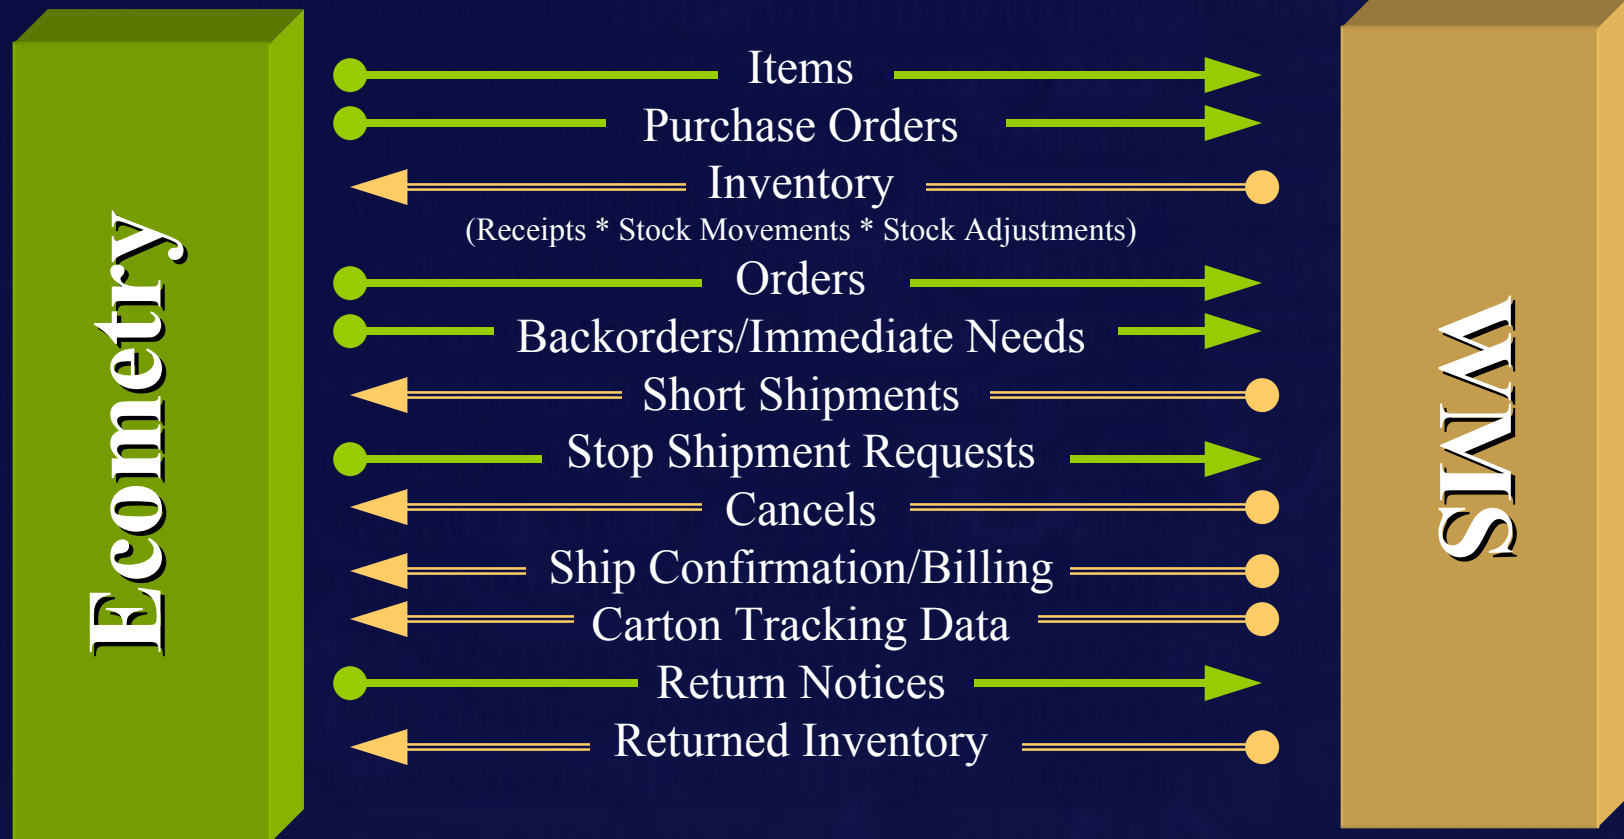 Ecometry
Items
Purchase Orders
Inventory
(Receipts * Stock Movements * Stock Adjustments)
Orders
Backorders/Immediate Needs
Short Shipments
Stop Shipment Requests
Cancels
Ship Confirmation/Billing
Carton Tracking Data
Return Notices
Returned Inventory
WMS